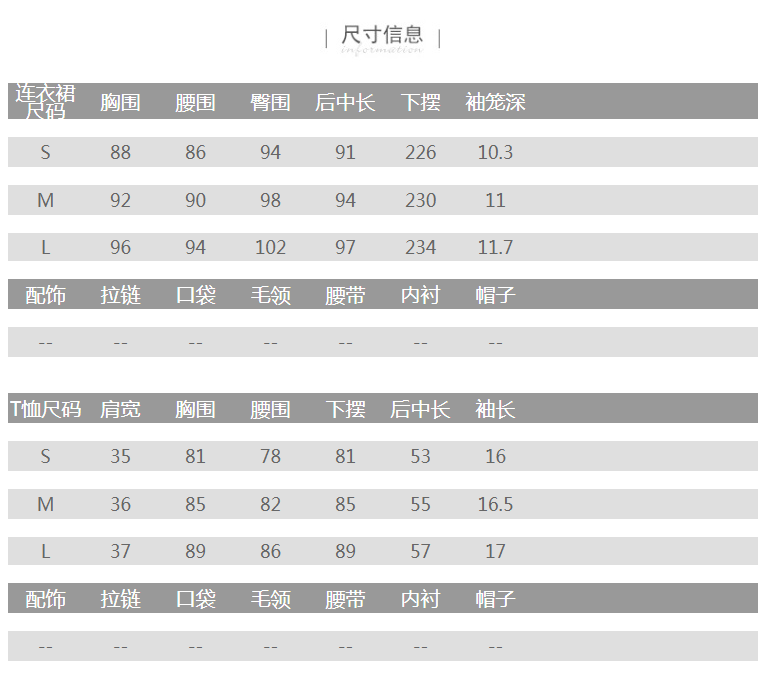 | 尺寸信息 |
information
连衣裙尺码 胸围 腰围 臀围 后中长 下摆 袖笼深
S 88 86 94 91 226 10.3
M 92 90 98 94 230 11
L 96 94 102 97 234 11.7
配饰 拉链 口袋 毛领 腰带 内衬 帽子
-- -- -- -- -- -- --
T恤尺码 肩宽 胸围 腰围 下摆 后中长 袖长
S 35 81 78 81 53 16
M 36 85 82 85 55 16.5
L 37 89 86 89 57 17
配饰 拉链 口袋 毛领 腰带 内衬 帽子
-- -- -- -- -- -- --